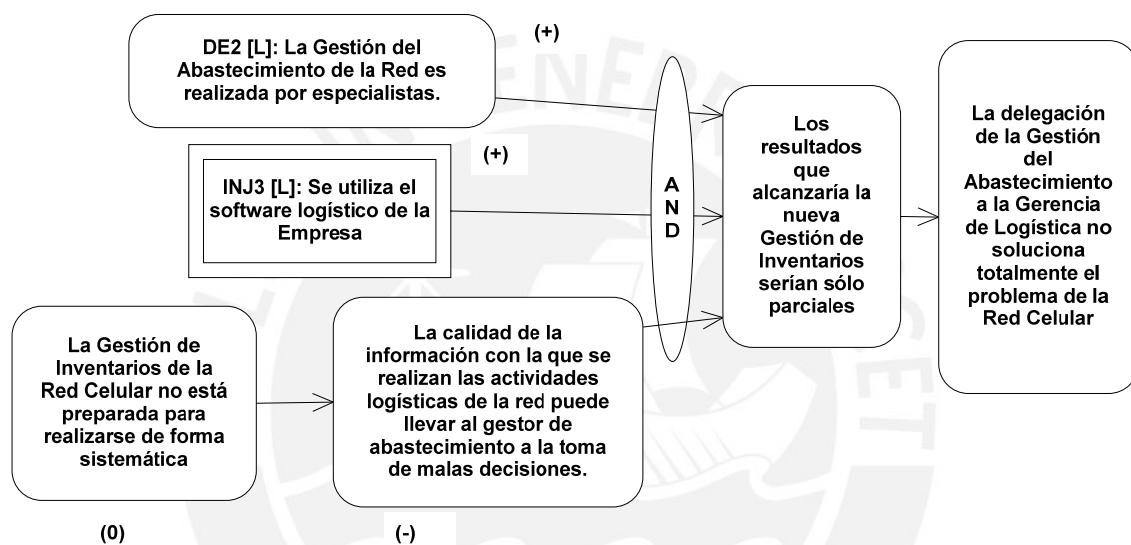 (+)
DE2 [L]: La Gestión del
Abastecimiento de la Red es
realizada por especialistas.
(+)
INJ3 [L]: Se utiliza el
software logístico de la
Empresa
La Gestión de
Inventarios de la
Red Celular no está
preparada para
realizarse de forma
sistemática
(0)
La calidad de la
información con la que se
realizan las actividades
logísticas de la red puede
llevar al gestor de
abastecimiento a la toma
de malas decisiones.
(-)
A
N
D
Los
resultados
que
alcanzaría la
nueva
Gestión de
Inventarios
serían sólo
parciales
La delegación
de la Gestión
del
Abastecimiento
a la Gerencia
de Logística no
soluciona
totalmente el
problema de la
Red Celular